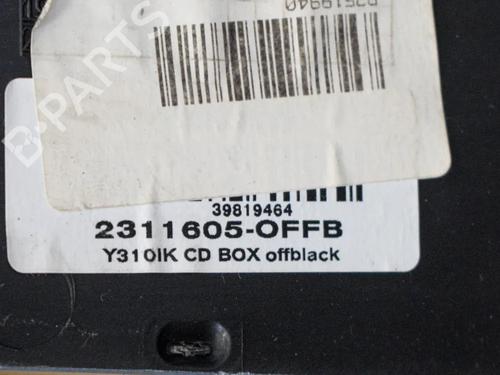 39819464
2311605-OFFB
Y310IK CD BOX offblack
B-PARTS